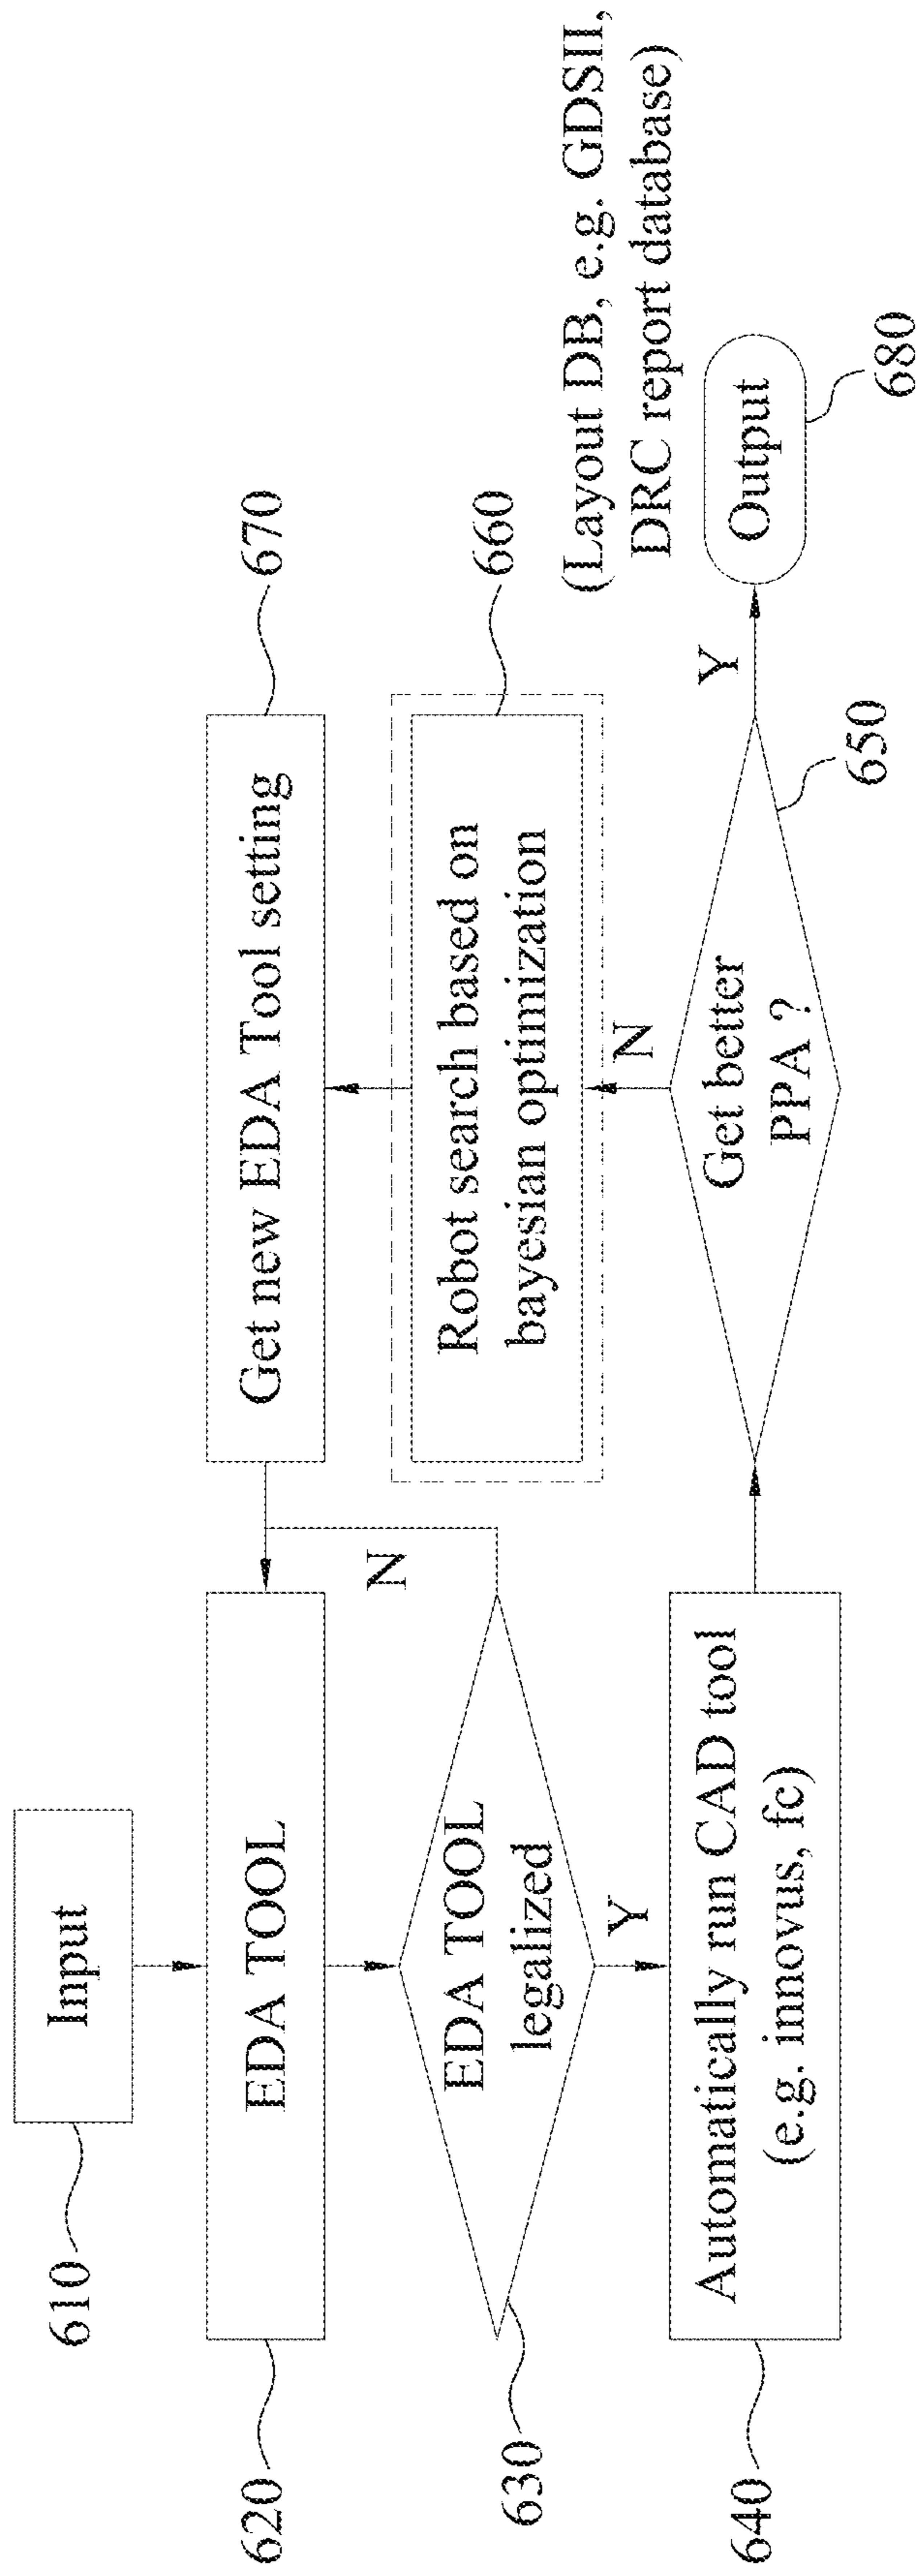 610
Input
620
EDA TOOL
630
EDA TOOL
legalized
N
Y
640
Automatically run CAD tool
(e.g. innovus, fc)
Get new EDA Tool setting
670
Robot search based on
bayesian optimization
660
N
Get better
PPA ?
650
Y
(Layout DB, e.g. GDSII,
DRC report database)
Output
680